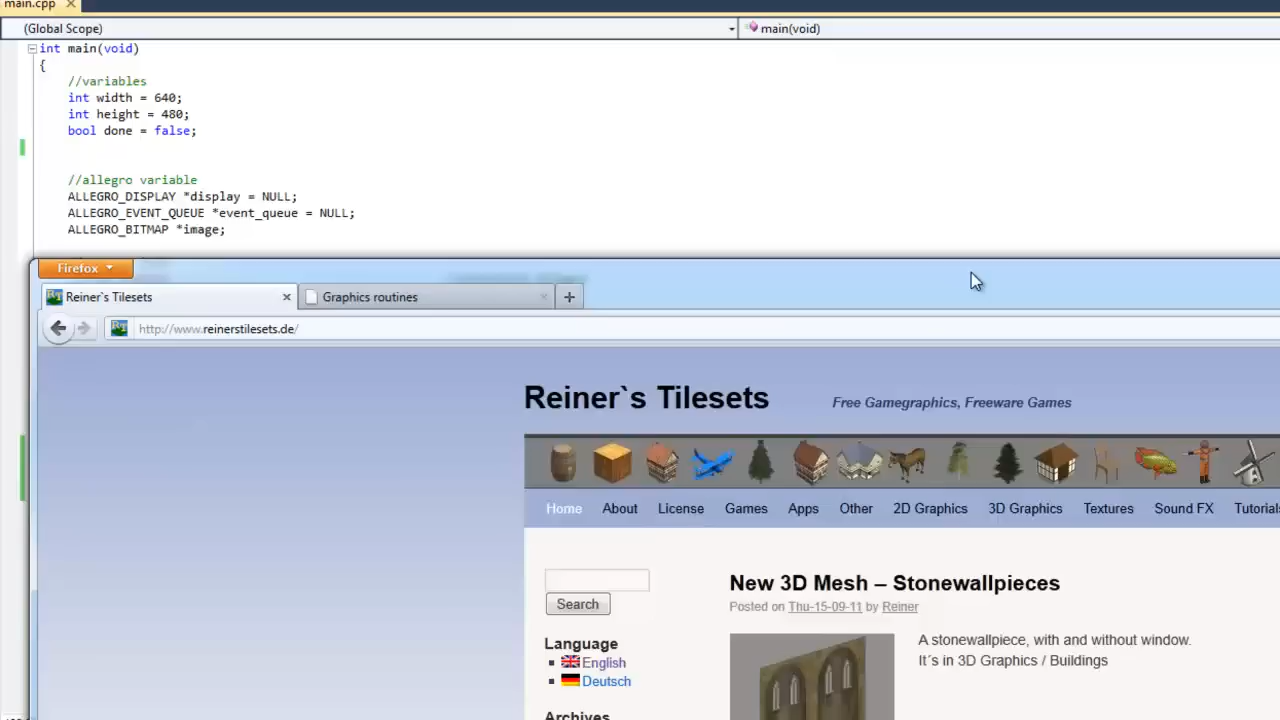 main.cpp
(Global Scope)
main(void)
int main(void)
{
//variables
int width = 640;
int height = 480;
bool done = false;
//allegro variable
ALLEGRO_DISPLAY *display = NULL;
ALLEGRO_EVENT_QUEUE *event_queue = NULL;
ALLEGRO_BITMAP *image;
Firefox
Reiner`s Tilesets
Graphics routines
http://www.reinerstilesets.de/
Reiner`s Tilesets
Free Gamegraphics, Freeware Games
Home About License Games Apps Other 2D Graphics 3D Graphics Textures Sound FX Tutorials
New 3D Mesh – Stonewallpieces
Posted on Thu-15-09-11 by Reiner
Search
A stonewallpiece, with and without window.
It´s in 3D Graphics / Buildings
Language
English
Deutsch
Archives